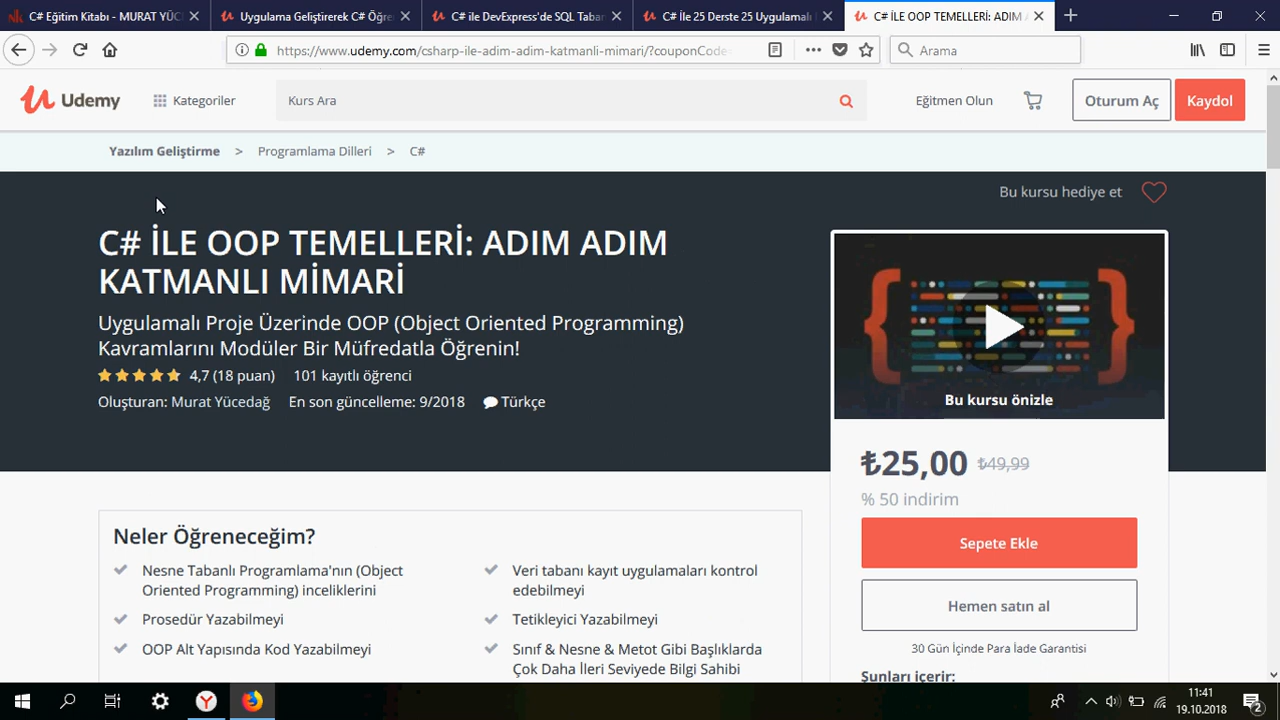 C# Eğitim Kitabı - MURAT YÜC
Uygulama Geliştirerek C# Öğre
C# ile DevExpress'de SQL Taban
C# İle 25 Derste 25 Uygulamalı
C# İLE OOP TEMELLERİ: ADIM A
https://www.udemy.com/csharp-ile-adim-adim-katmanli-mimari/?couponCode
Arama
Udemy
Kategoriler
Kurs Ara
Eğitmen Olun
Oturum Aç
Kaydol
Yazılım Geliştirme > Programlama Dilleri > C#
Bu kursu hediye et
C# İLE OOP TEMELLERİ: ADIM ADIM
KATMANLI MİMARİ
Uygulamalı Proje Üzerinde OOP (Object Oriented Programming)
Kavramlarını Modüler Bir Müfredatla Öğrenin!
4,7 (18 puan) 101 kayıtlı öğrenci
Oluşturan: Murat Yücedağ En son güncelleme: 9/2018 Türkçe
Bu kursu önizle
₺25,00 ₺49,99
% 50 indirim
Sepete Ekle
Hemen satın al
30 Gün İçinde Para İade Garantisi
Şunları içerir:
Neler Öğreneceğim?
Nesne Tabanlı Programlama'nın (Object
Oriented Programming) inceliklerini
Prosedür Yazabilmeyi
OOP Alt Yapısında Kod Yazabilmeyi
Veri tabanı kayıt uygulamaları kontrol
edebilmeyi
Tetikleyici Yazabilmeyi
Sınıf & Nesne & Metot Gibi Başlıklarda
Çok Daha İleri Seviyede Bilgi Sahibi
11:41
19.10.2018
2